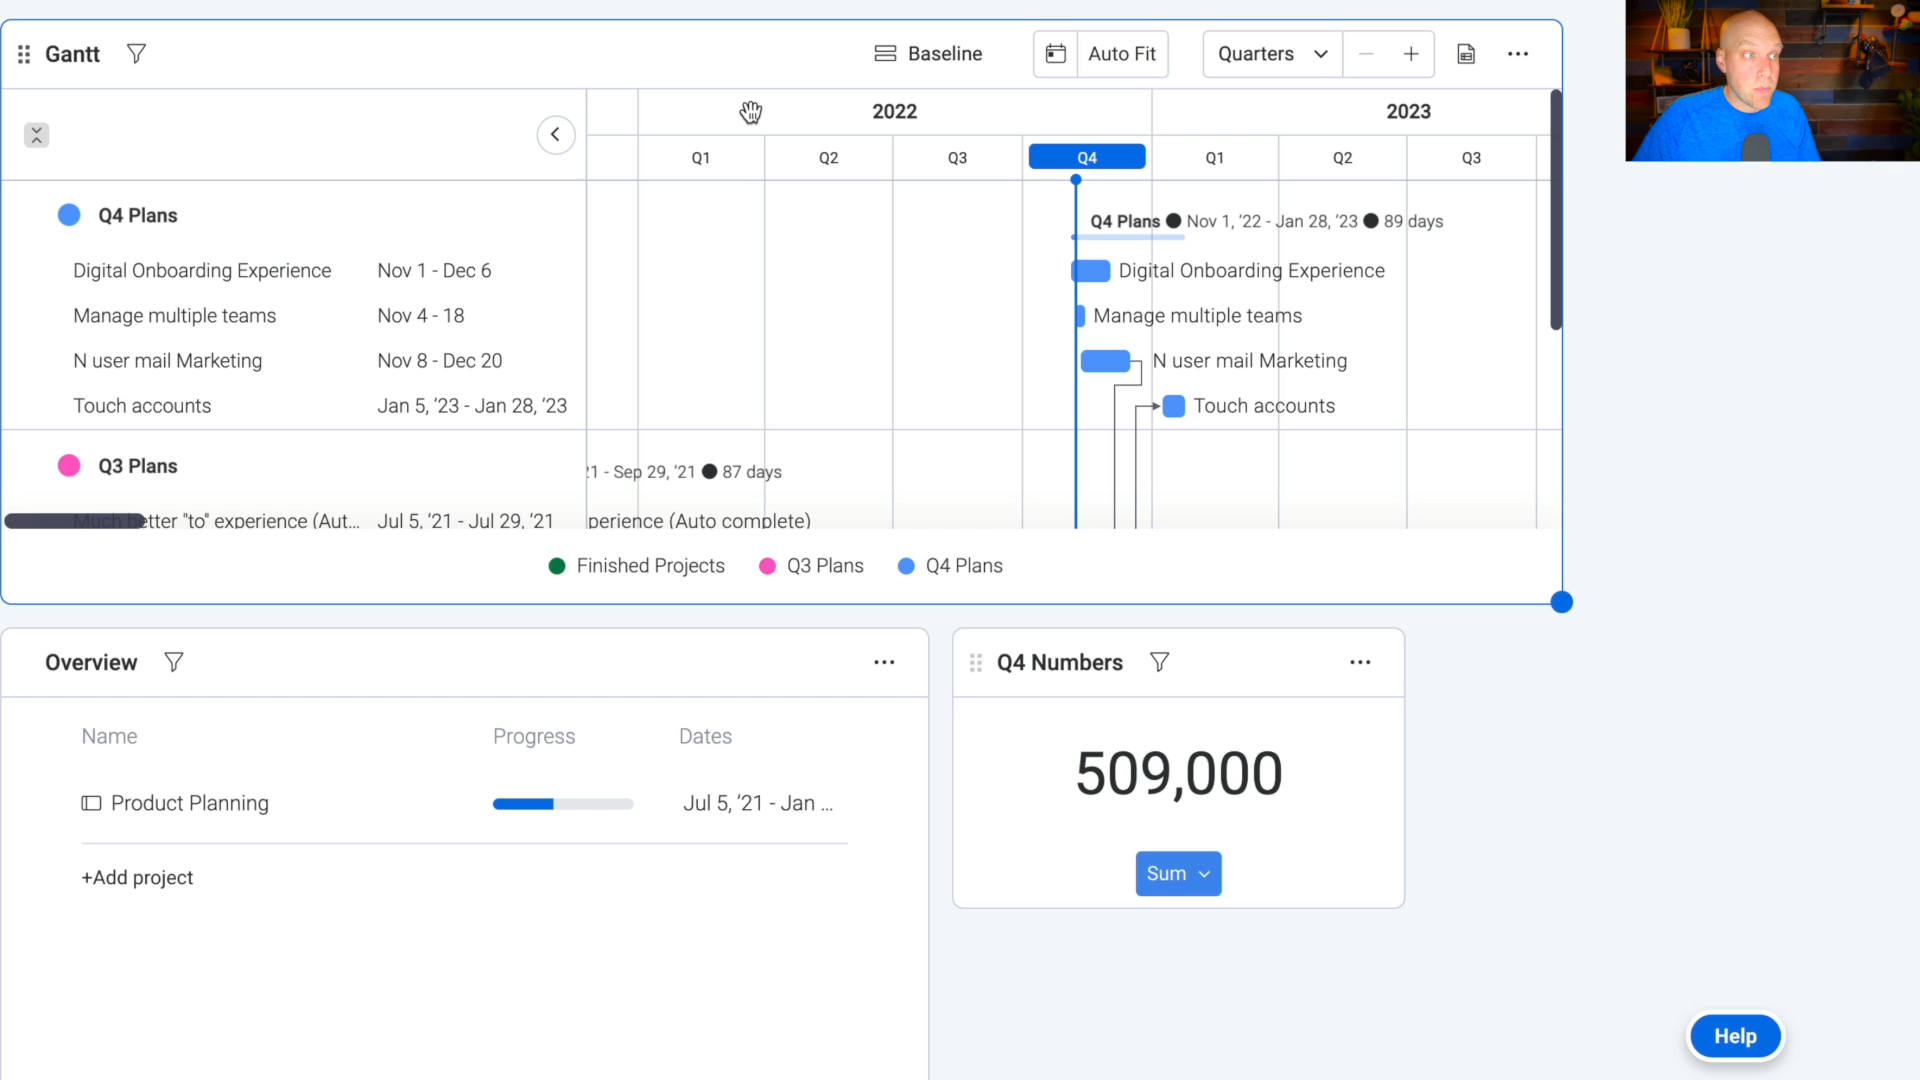 Gantt
Baseline
Auto Fit
Quarters
2022
2023
Q1
Q2
Q3
Q4
Q1
Q2
Q3
Q4 Plans
Q4 Plans ● Nov 1, ’22 - Jan 28, ’23 ● 89 days
Digital Onboarding Experience
Nov 1 - Dec 6
Digital Onboarding Experience
Manage multiple teams
Nov 4 - 18
Manage multiple teams
N user mail Marketing
Nov 8 - Dec 20
N user mail Marketing
Touch accounts
Jan 5, ’23 - Jan 28, ’23
Touch accounts
Q3 Plans
21 - Sep 29, ’21 ● 87 days
Much better "to" experience (Aut...
Jul 5, ’21 - Jul 29, ’21
perience (Auto complete)
Finished Projects
Q3 Plans
Q4 Plans
Overview
Name
Progress
Dates
Product Planning
Jul 5, ’21 - Jan ...
+Add project
Q4 Numbers
509,000
Sum
Help